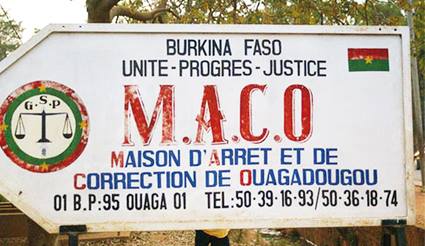 BURKINA FASO
UNITE-PROGRES-JUSTICE
G.S.P
M.A.C.O
MAISON D'ARRET ET DE
CORRECTION DE OUAGADOUGOU
01 B.P:95 OUAGA 01 TEL:50-39-16-93/50-36-18-74